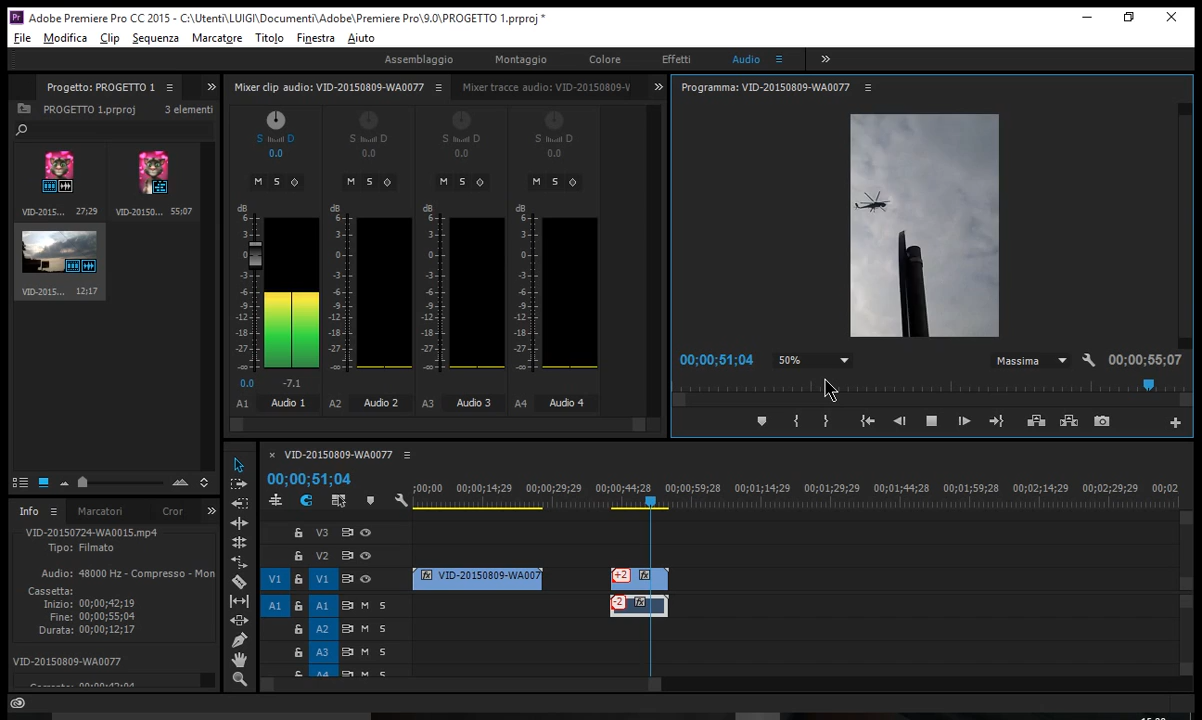 Adobe Premiere Pro CC 2015 - C:\Utenti\LUIGI\Documenti\Adobe\Premiere Pro\9.0\PROGETTO 1.prproj *
File Modifica Clip Sequenza Marcatore Titolo Finestra Aiuto
Assemblaggio Montaggio Colore Effetti Audio
Progetto: PROGETTO 1
PROGETTO 1.prproj 3 elementi
VID-2015... 27;29 VID-20150... 55;07
VID-2015... 12;17
Mixer clip audio: VID-20150809-WA0077 Mixer tracce audio: VID-20150809-V
S D S D S D S D
0.0 0.0 0.0 0.0
M S M S M S M S
dB dB dB dB
6 6 6 6
3 3 3 3
0 0 0 0
-3 -3 -3 -3
-6 -6 -6 -6
-9 -9 -9 -9
-12 -12 -12 -12
-18 -18 -18 -18
-27 -27 -27 -27
-∞ -∞ -∞ -∞
0.0 -7.1
A1 Audio 1 A2 Audio 2 A3 Audio 3 A4 Audio 4
Programma: VID-20150809-WA0077
00;00;51;04 50% Massima 00;00;55;07
Info Marcatori Cror
VID-20150724-WA0015.mp4
Tipo: Filmato
Audio: 48000 Hz - Compresso - Mon
Cassetta:
Inizio: 00;00;42;19
Fine: 00;00;55;04
Durata: 00;00;12;17
VID-20150809-WA0077
× VID-20150809-WA0077
00;00;51;04
;00;00 00;00;14;29 00;00;29;29 00;00;44;28 00;00;59;28 00;01;14;29 00;01;29;29 00;01;44;28 00;01;59;28 00;02;14;29 00;02;29;29 00;02
V3
V2
V1 V1 fx VID-20150809-WA007 +2 fx
A1 A1 M S -2 fx
A2 M S
A3 M S
A4 M S